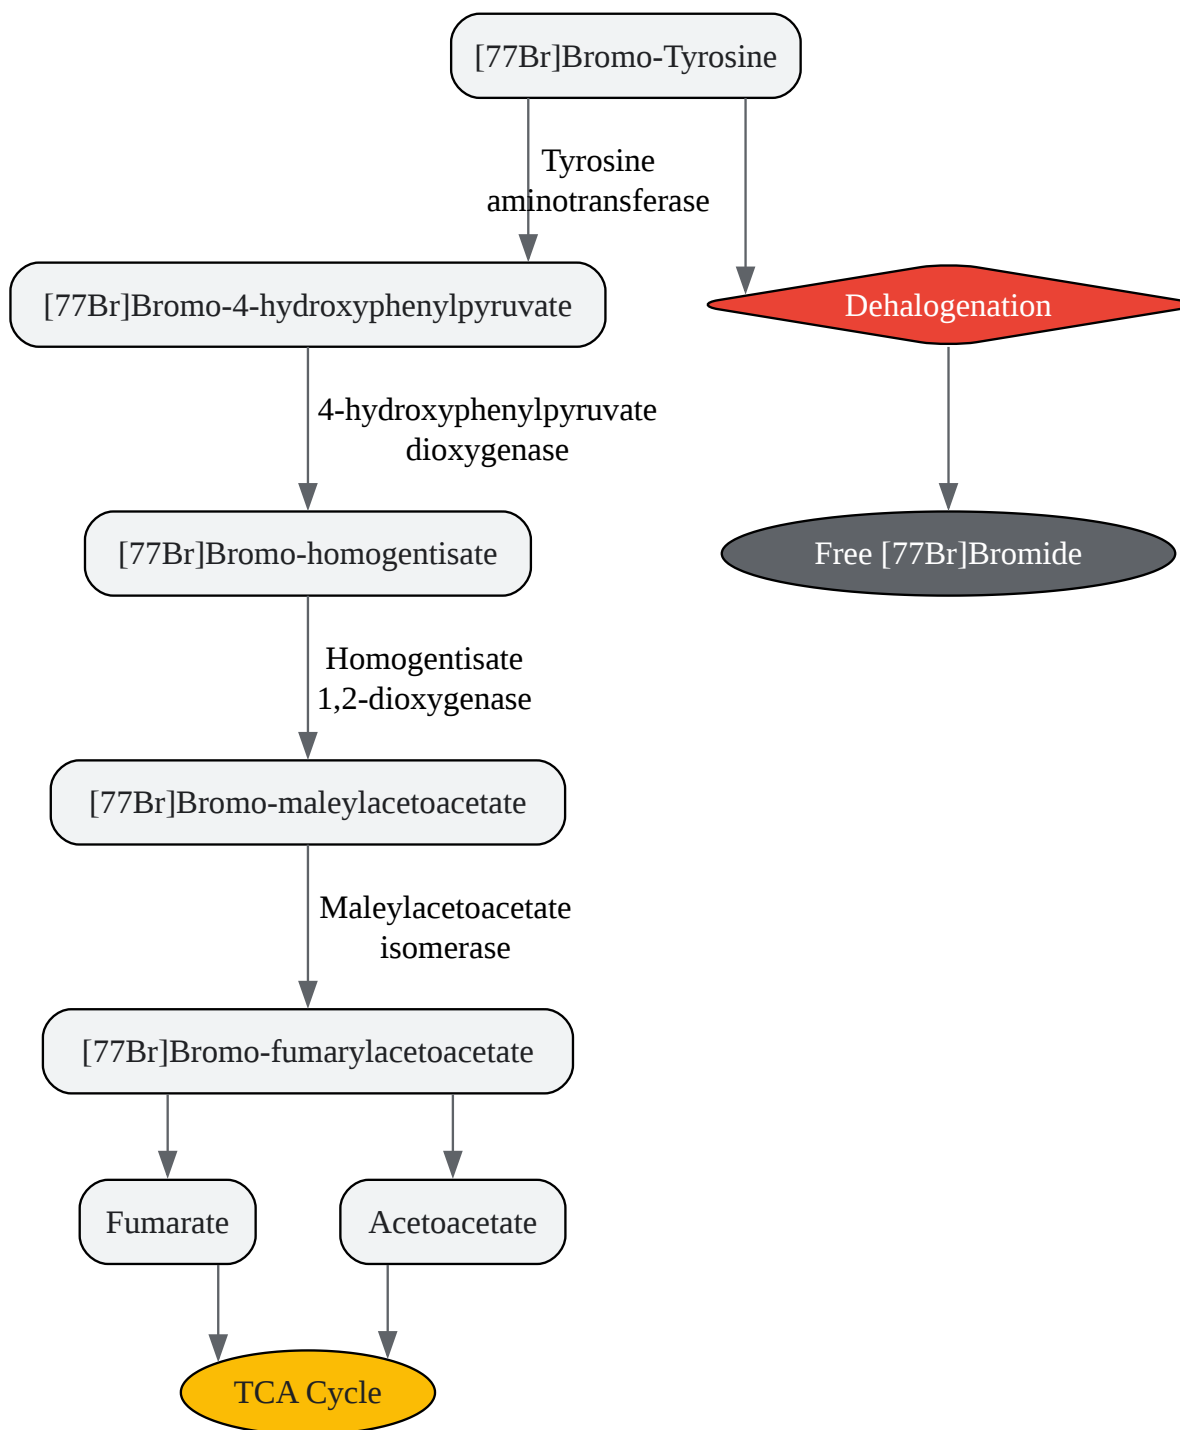 [77Br]Bromo-Tyrosine
Tyrosine
aminotransferase
[77Br]Bromo-4-hydroxyphenylpyruvate
Dehalogenation
4-hydroxyphenylpyruvate
dioxygenase
[77Br]Bromo-homogentisate
Free [77Br]Bromide
Homogentisate
1,2-dioxygenase
[77Br]Bromo-maleylacetoacetate
Maleylacetoacetate
isomerase
[77Br]Bromo-fumarylacetoacetate
Fumarate
Acetoacetate
TCA Cycle